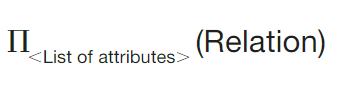 Π<List of attributes> (Relation)